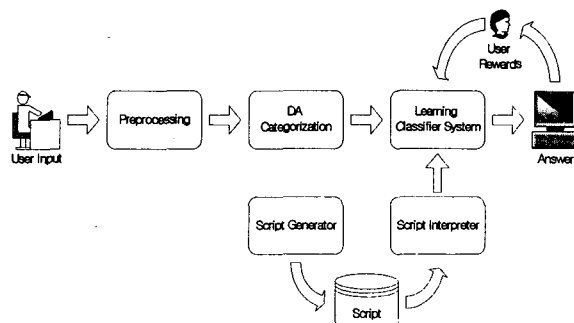 User
Rewards
User Input
Preprocessing
DA
Categorization
Learning
Classifier System
Answer
Script Generator
Script Interpreter
Script